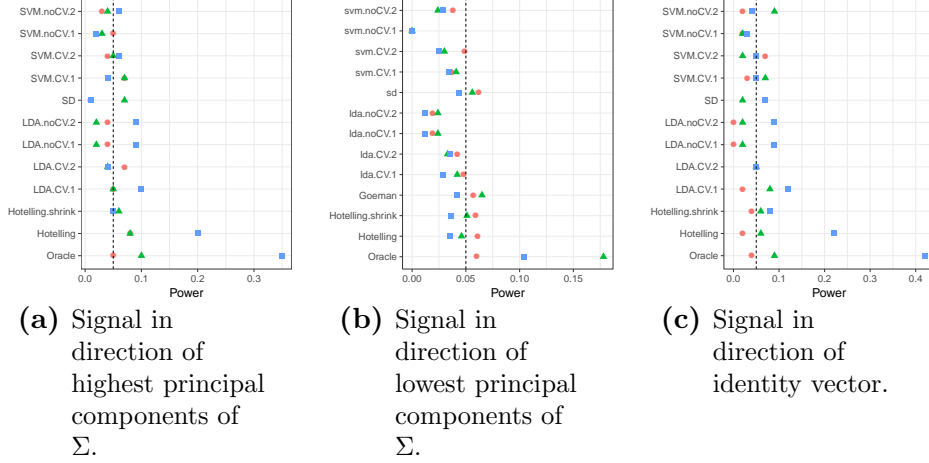 SVM.noCV.2
SVM.noCV.1
SVM.CV.2
SVM.CV.1
SD
LDA.noCV.2
LDA.noCV.1
LDA.CV.2
LDA.CV.1
Hotelling.shrink
Hotelling
Oracle
0.0 0.1 0.2 0.3
Power
(a) Signal in
direction of
highest principal
components of
Σ.
svm.noCV.2
svm.noCV.1
svm.CV.2
svm.CV.1
sd
lda.noCV.2
lda.noCV.1
lda.CV.2
lda.CV.1
Goeman
Hotelling.shrink
Hotelling
Oracle
0.00 0.05 0.10 0.15
Power
(b) Signal in
direction of
lowest principal
components of
Σ.
SVM.noCV.2
SVM.noCV.1
SVM.CV.2
SVM.CV.1
SD
LDA.noCV.2
LDA.noCV.1
LDA.CV.2
LDA.CV.1
Hotelling.shrink
Hotelling
Oracle
0.0 0.1 0.2 0.3 0.4
Power
(c) Signal in
direction of
identity vector.